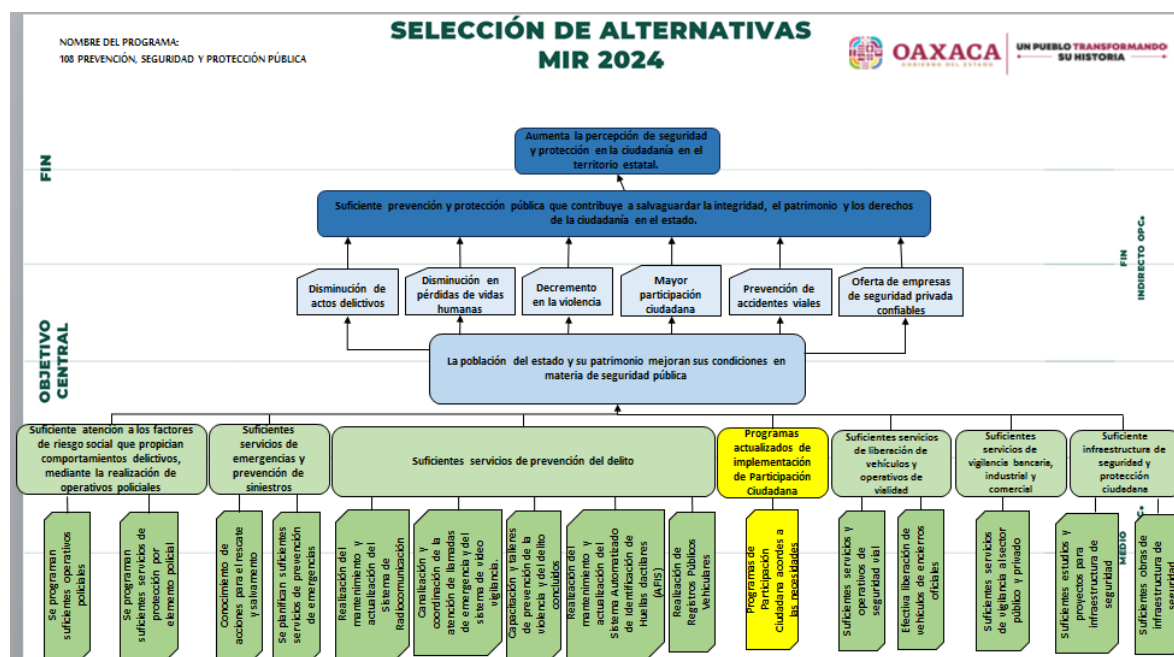 NOMBRE DEL PROGRAMA:
108 PREVENCIÓN, SEGURIDAD Y PROTECCIÓN PÚBLICA
SELECCIÓN DE ALTERNATIVAS
MIR 2024
OAXACA
GOBIERNO DEL ESTADO
UN PUEBLO TRANSFORMANDO
SU HISTORIA
FIN
Aumenta la percepción de seguridad
y protección en la ciudadanía en el
territorio estatal.
Suficiente prevención y protección pública que contribuye a salvaguardar la integridad, el patrimonio y los derechos
de la ciudadanía en el estado.
FIN
INDIRECTO OPC.
Disminución de
actos delictivos
Disminución en
pérdidas de vidas
humanas
Decremento
en la violencia
Mayor
participación
ciudadana
Prevención de
accidentes viales
Oferta de empresas
de seguridad privada
confiables
OBJETIVO
CENTRAL
La población del estado y su patrimonio mejoran sus condiciones en
materia de seguridad pública
Suficiente atención a los factores
de riesgo social que propician
comportamientos delictivos,
mediante la realización de
operativos policiales
Suficientes
servicios de
emergencias y
prevención de
siniestros
Suficientes servicios de prevención del delito
Programas
actualizados de
implementación
de Participación
Ciudadana
Suficientes servicios
de liberación de
vehículos y
operativos de
vialidad
Suficientes
servicios de
vigilancia bancaria,
industrial y
comercial
Suficiente
infraestructura de
seguridad y
protección
ciudadana
MEDIO
Se programan
suficientes operativos
policiales
Se programan
suficientes servicios de
protección por
elemento policial
Conocimiento de
acciones para el rescate
y salvamento
Se planifican suficientes
servicios de prevención
de emergencias
Realización del
mantenimiento y
actualización del
Sistema de
Radiocomunicación
Canalización y
coordinación de la
atención de llamadas
de emergencia y del
sistema de video
vigilancia.
Capacitación y talleres
de prevención de la
violencia y del delito
concluidos
Realización del
mantenimiento y
actualización del
Sistema Automatizado
de Identificación de
Huellas dactilares
(AFIS)
Realización de
Registros Públicos
Vehiculares
Programas de
Participación
Ciudadana acordes a
las necesidades
Suficientes servicios y
operativos de
seguridad vial
Efectiva liberación de
vehículos de encierros
oficiales
Suficientes servicios
de vigilancia al sector
público y privado
Suficientes estudios y
proyectos para
infraestructura de
seguridad
Suficientes obras de
infraestructura de
seguridad